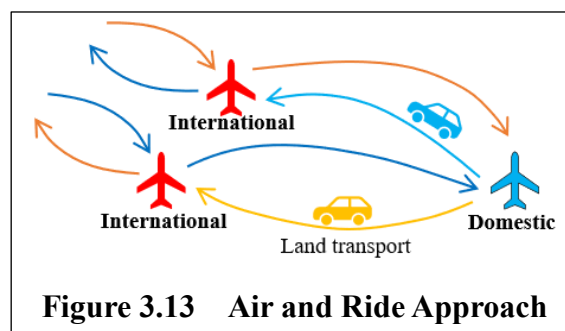 International
International
Domestic
Land transport
Figure 3.13 Air and Ride Approach